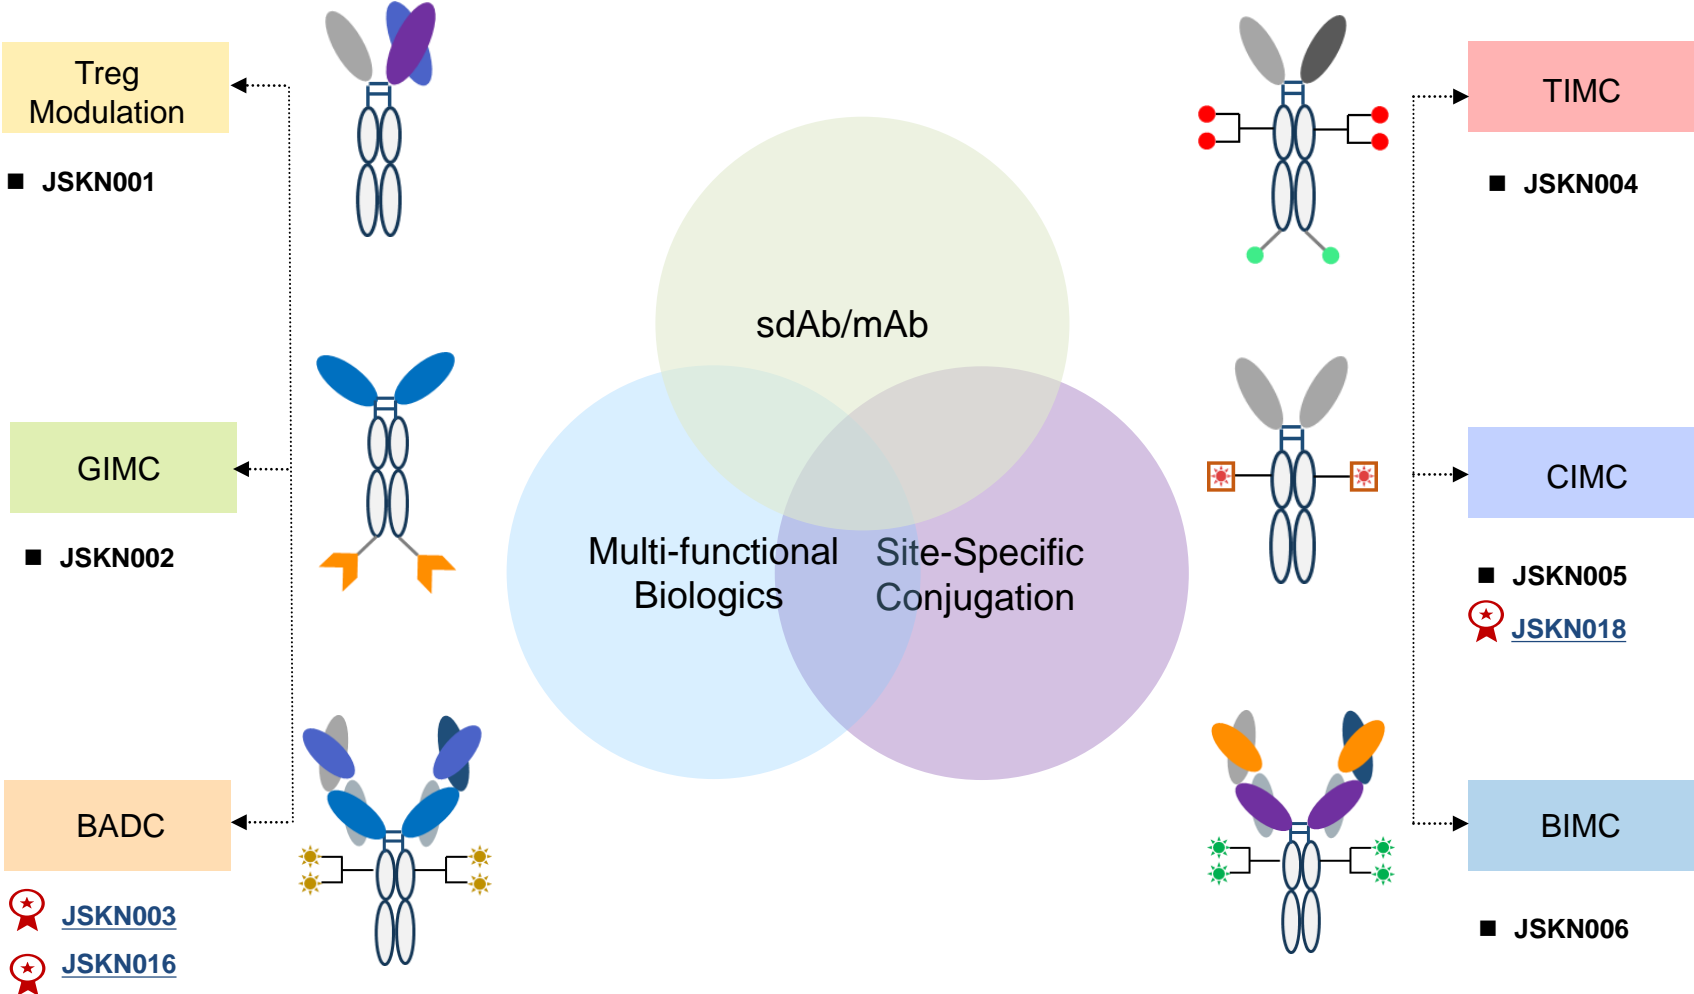 Treg
Modulation
■ JSKN001
GIMC
■ JSKN002
BADC
JSKN003
JSKN016
sdAb/mAb
Multi-functional
Biologics
Site-Specific
Conjugation
TIMC
■ JSKN004
CIMC
■ JSKN005
JSKN018
BIMC
■ JSKN006